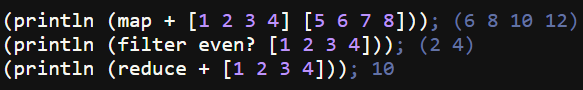 (println (map + [1 2 3 4] [5 6 7 8])); (6 8 10 12)
(println (filter even? [1 2 3 4])); (2 4)
(println (reduce + [1 2 3 4])); 10